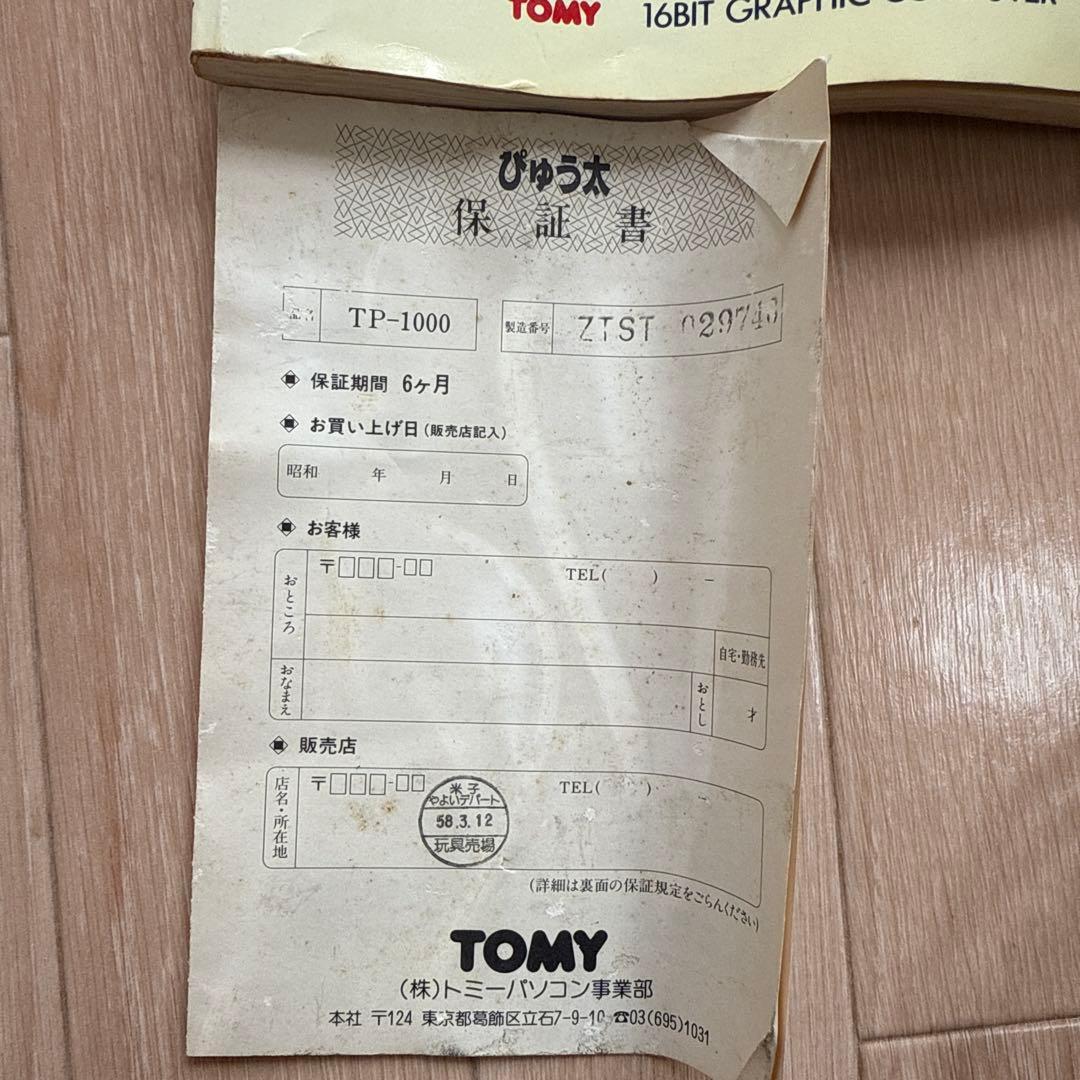 TOMY 16BIT GRAPHIC
ぴゅう太
保証書
品名 TP-1000 製造番号 ZTST 029743
保証期間 6ヶ月
お買い上げ日(販売店記入)
昭和 年 月 日
お客様
おところ 〒□□□-□□ TEL( ) -
自宅・勤務先
おなまえ おとし 才
販売店
店名・所在地 〒□□□-□□ TEL( ) -
米子
やよいデパート
58.3.12
玩具売場
(詳細は裏面の保証規定をごらんください)
TOMY
(株)トミーパソコン事業部
本社 〒124 東京都葛飾区立石7-9-10 ☎03(695)1031